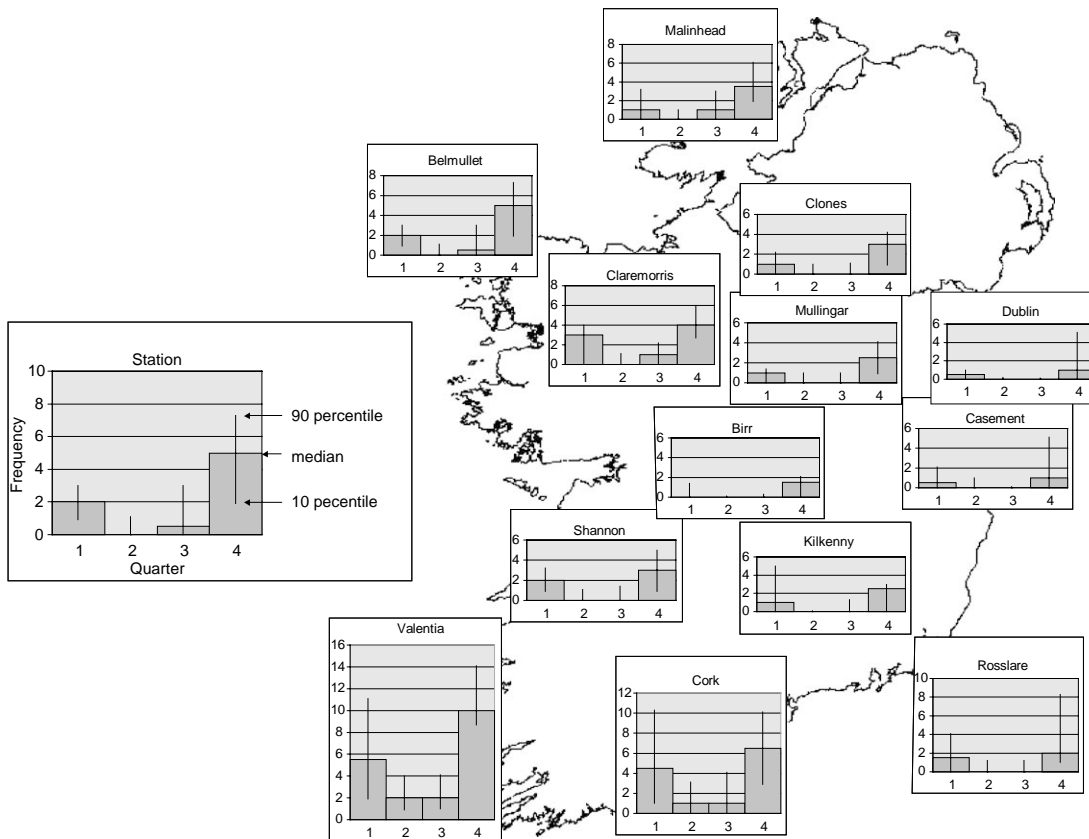 Malinhead
8
6
4
2
0
1 2 3 4
Belmullet
8
6
4
2
0
1 2 3 4
Clones
6
4
2
0
1 2 3 4
Claremorris
8
6
4
2
0
1 2 3 4
Mullingar
6
4
2
0
1 2 3 4
Dublin
6
4
2
0
1 2 3 4
Station
10
8
6
4
2
0
Frequency
90 percentile
median
10 pecentile
1 2 3 4
Quarter
Casement
6
4
2
0
1 2 3 4
Birr
6
4
2
0
1 2 3 4
Shannon
6
4
2
0
1 2 3 4
Kilkenny
6
4
2
0
1 2 3 4
Valentia
16
14
12
10
8
6
4
2
0
1 2 3 4
Cork
12
10
8
6
4
2
0
1 2 3 4
Rosslare
10
8
6
4
2
0
1 2 3 4